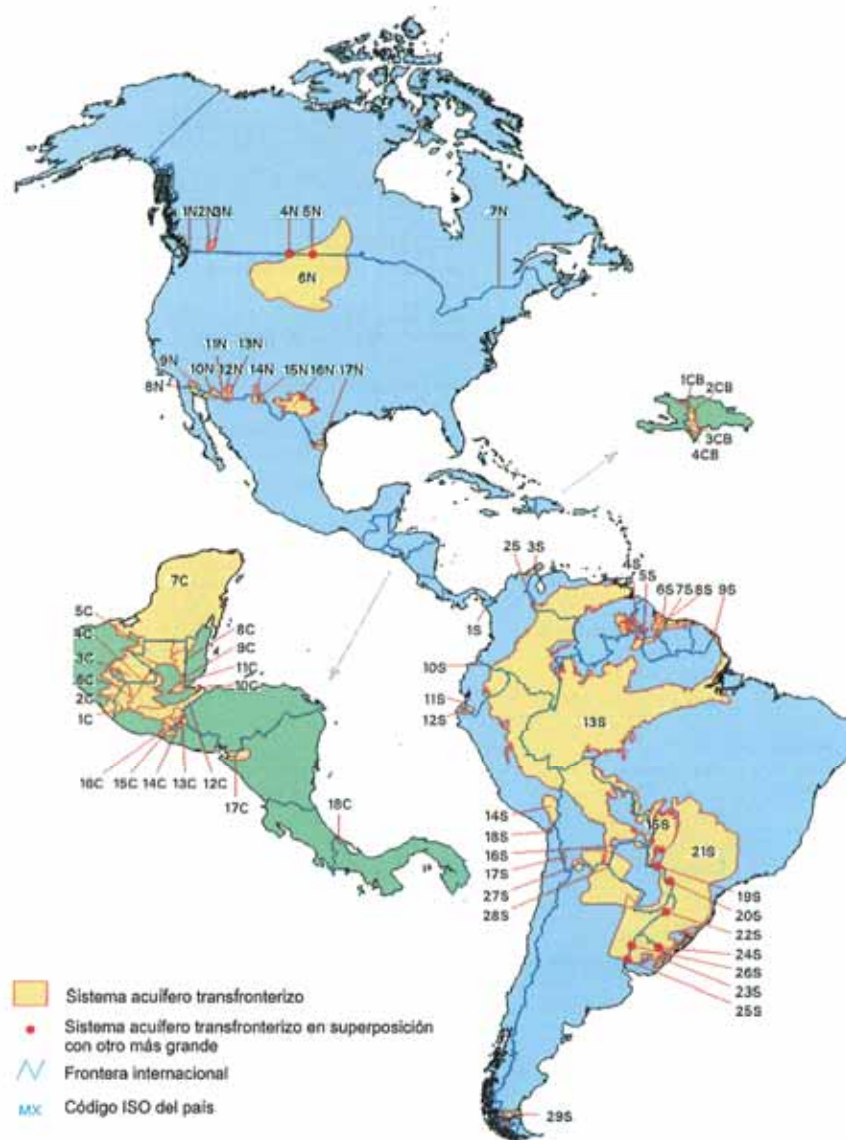 1N 2N 3N 4N 5N 7N
6N
11N 13N
9N 10N 12N 14N 15N 16N 17N
8N
1CB 2CB
3CB
4CB
2S 3S 4S
5S 6S 7S 8S 9S
1S
7C
5C
4C
3C
6C
2C
1C
8C
9C
11C
10C
16C 15C 14C 13C 12C
17C
18C
10S
11S
12S
13S
14S
18S
16S
17S
27S
28S
15S
21S
19S
20S
22S
24S
26S
23S
25S
29S
Sistema acuífero transfronterizo
Sistema acuífero transfronterizo en superposición
con otro más grande
Frontera internacional
MX Código ISO del país